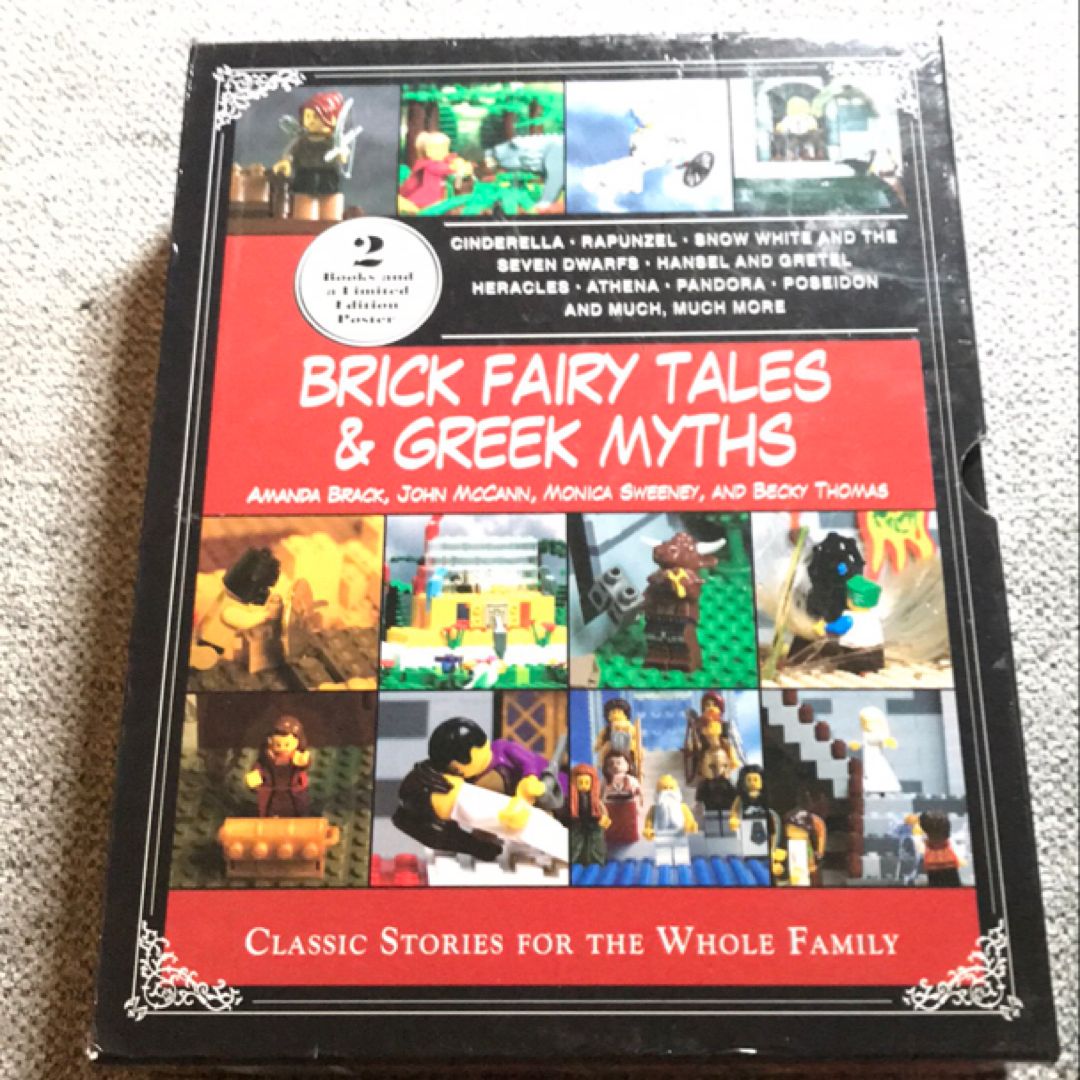 CINDERELLA • RAPUNZEL • SNOW WHITE AND THE
SEVEN DWARFS • HANSEL AND GRETEL
HERACLES • ATHENA • PANDORA • POSEIDON
AND MUCH, MUCH MORE
2
Books and
a Limited
Edition
Poster
BRICK FAIRY TALES
& GREEK MYTHS
AMANDA BRACK, JOHN MCCANN, MONICA SWEENEY, AND BECKY THOMAS
CLASSIC STORIES FOR THE WHOLE FAMILY